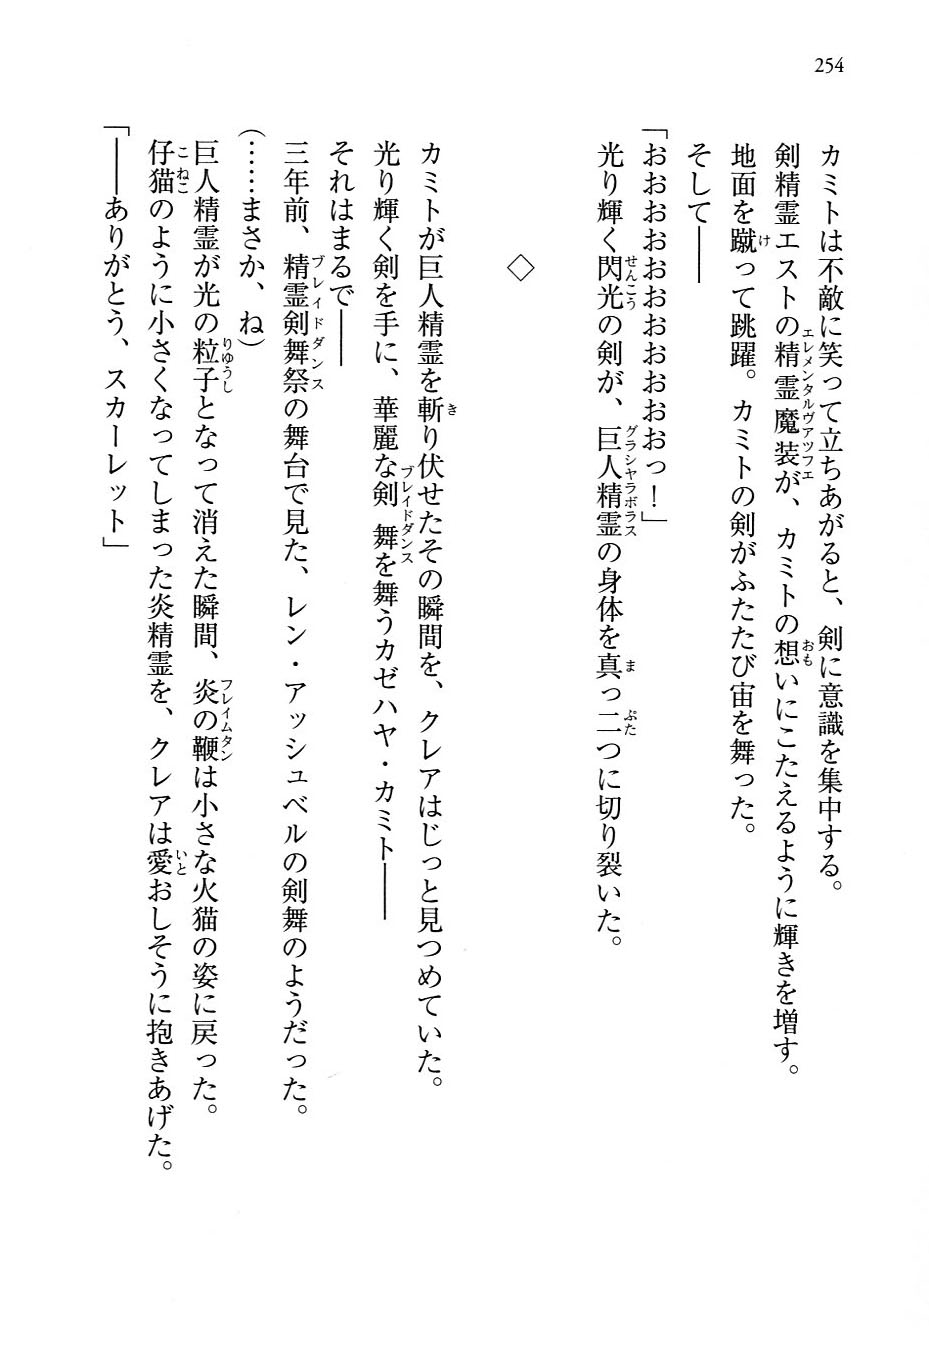 254
カミトは不敵に笑って立ちあがると、剣に意識を集中する。
剣精霊エストの精霊魔装が、カミトの想いにこたえるように輝きを増す。
地面を蹴って跳躍。カミトの剣がふたたび宙を舞った。
そして――
「おおおおおおおおおおおっ！」
光り輝く閃光の剣が、巨人精霊の身体を真っ二つに切り裂いた。
◇
カミトが巨人精霊を斬り伏せたその瞬間を、クレアはじっと見つめていた。
光り輝く剣を手に、華麗な剣舞を舞うカゼハヤ・カミト――
それはまるで――
三年前、精霊剣舞祭の舞台で見た、レン・アッシュベルの剣舞のようだった。
（……まさか、ね）
巨人精霊が光の粒子となって消えた瞬間、炎の鞭は小さな火猫の姿に戻った。
仔猫のように小さくなってしまった炎精霊を、クレアは愛おしそうに抱きあげた。
「――ありがとう、スカーレット」